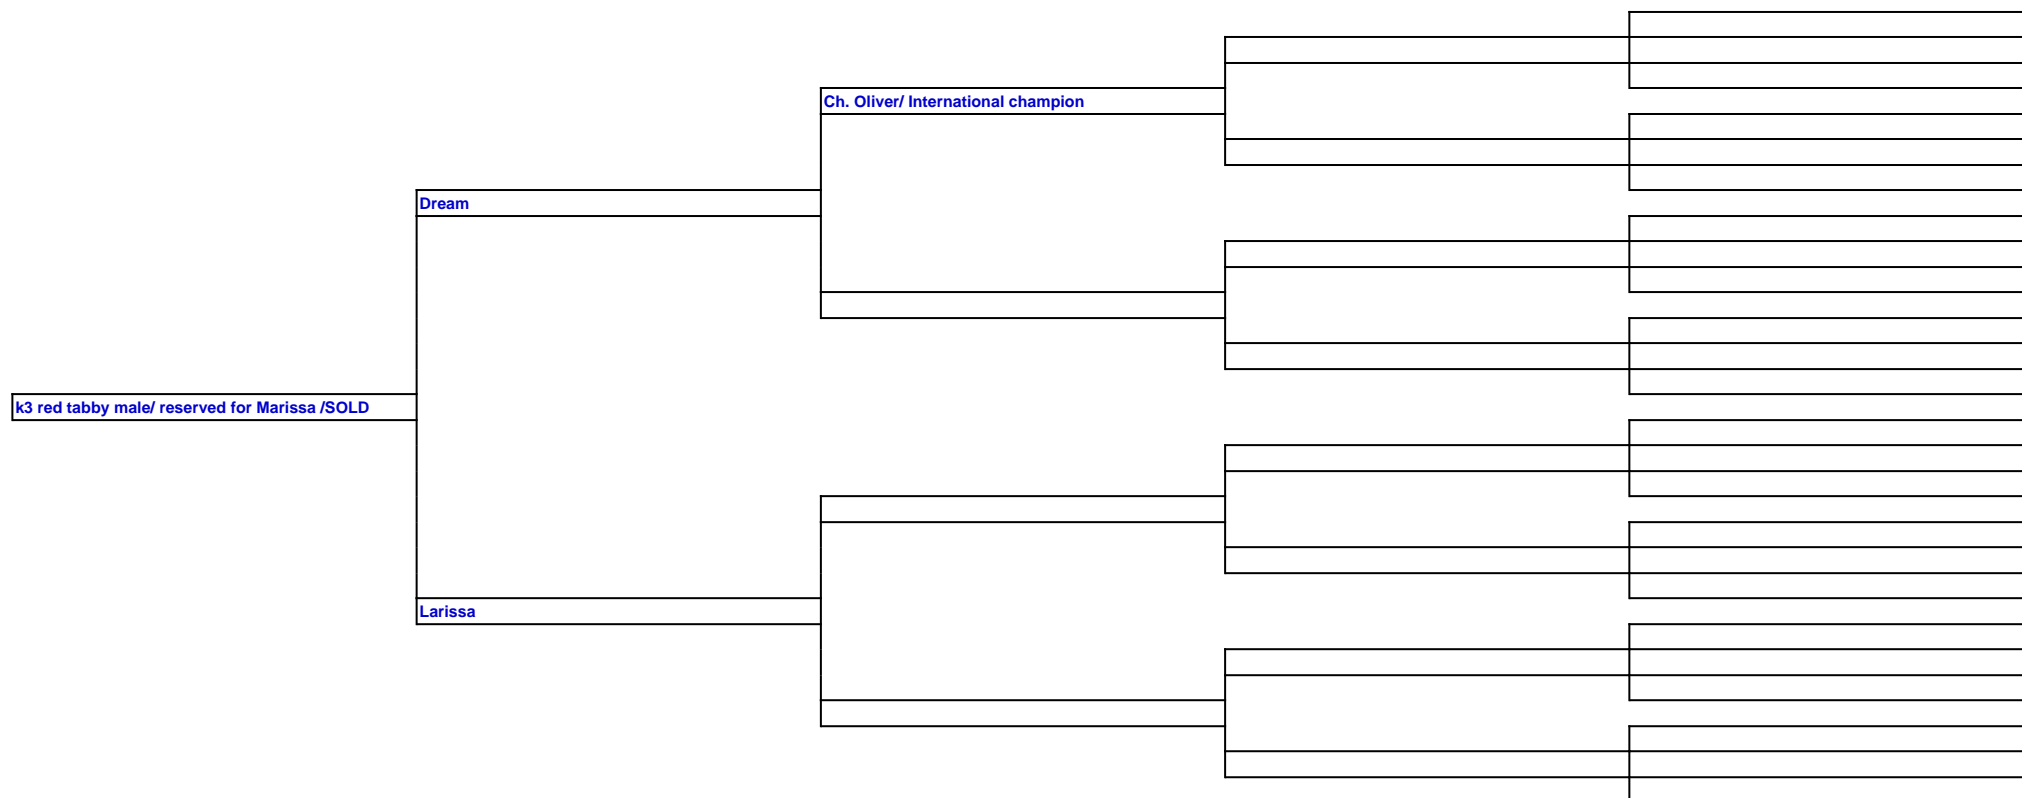 Ch. Oliver/ International champion
Dream
k3 red tabby male/ reserved for Marissa /SOLD
Larissa